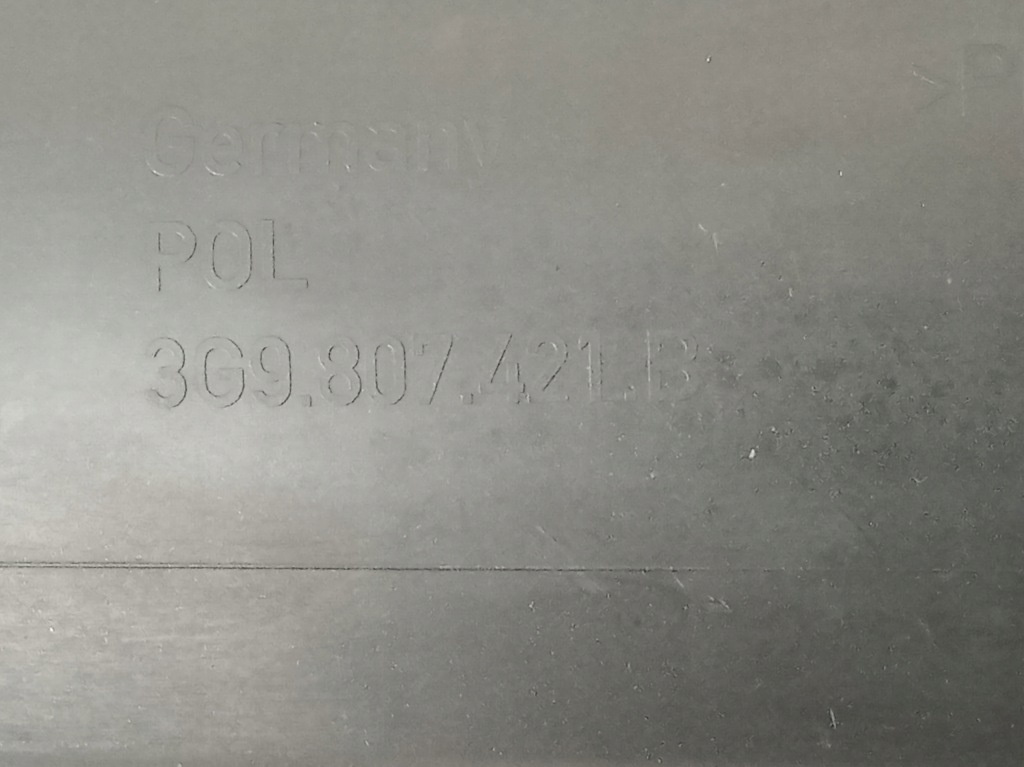 >P
Germany
POL
3G9.807.421.B